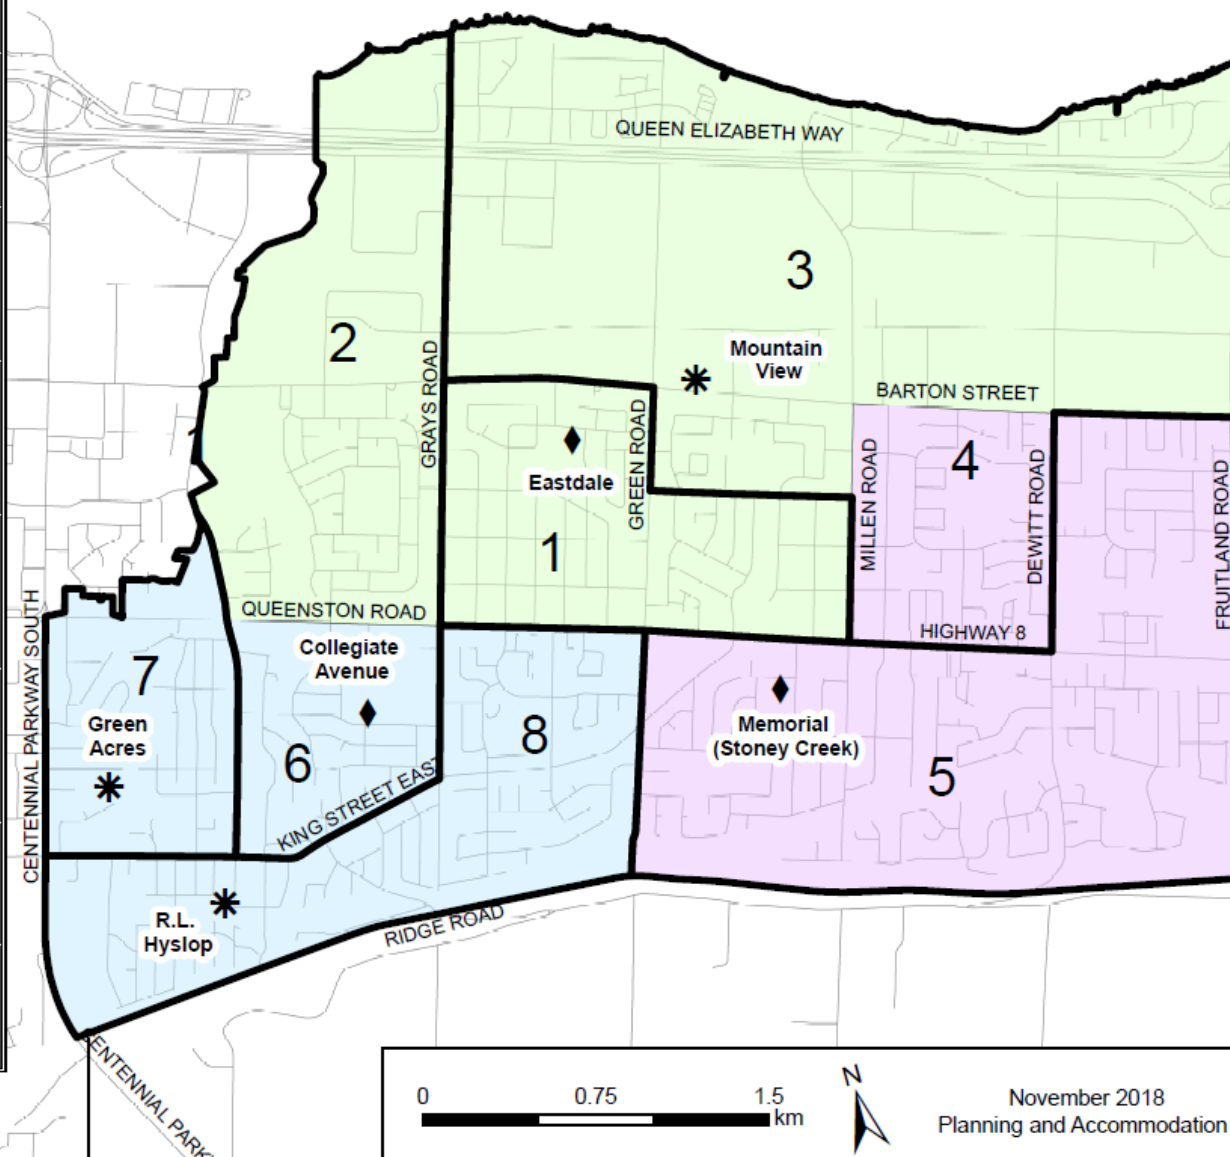 QUEEN ELIZABETH WAY
3
2
Mountain
View
GRAYS ROAD
BARTON STREET
GREEN ROAD
MILLEN ROAD
4
DEWITT ROAD
FRUITLAND ROAD
Eastdale
1
QUEENSTON ROAD
HIGHWAY 8
CENTENNIAL PARKWAY SOUTH
Collegiate
Avenue
7
Green
Acres
6
8
Memorial
(Stoney Creek)
5
KING STREET EAST
R.L.
Hyslop
RIDGE ROAD
CENTENNIAL PARK
0 0.75 1.5
km
N
November 2018
Planning and Accommodation